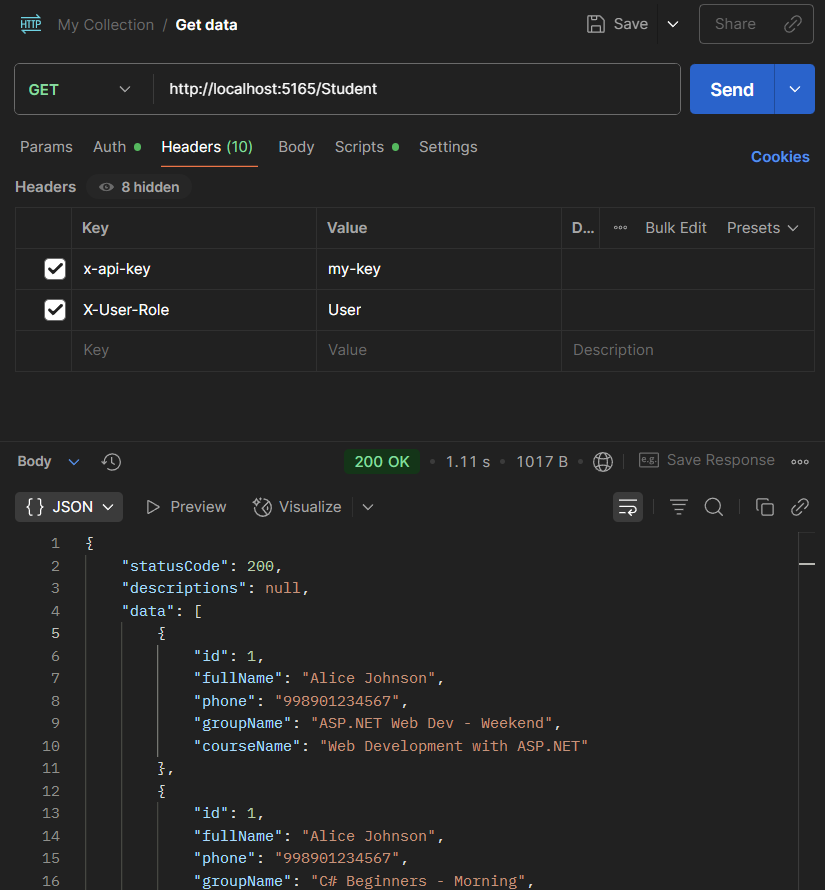 HTTP My Collection / Get data Save Share
GET http://localhost:5165/Student Send
Params Auth Headers (10) Body Scripts Settings Cookies
Headers 8 hidden
Key Value D... Bulk Edit Presets
x-api-key my-key
X-User-Role User
Key Value Description
Body 200 OK • 1.11 s • 1017 B • e.g. Save Response
{} JSON Preview Visualize
1 {
2 "statusCode": 200,
3 "descriptions": null,
4 "data": [
5 {
6 "id": 1,
7 "fullName": "Alice Johnson",
8 "phone": "998901234567",
9 "groupName": "ASP.NET Web Dev - Weekend",
10 "courseName": "Web Development with ASP.NET"
11 },
12 {
13 "id": 1,
14 "fullName": "Alice Johnson",
15 "phone": "998901234567",
16 "groupName": "C# Beginners - Morning",